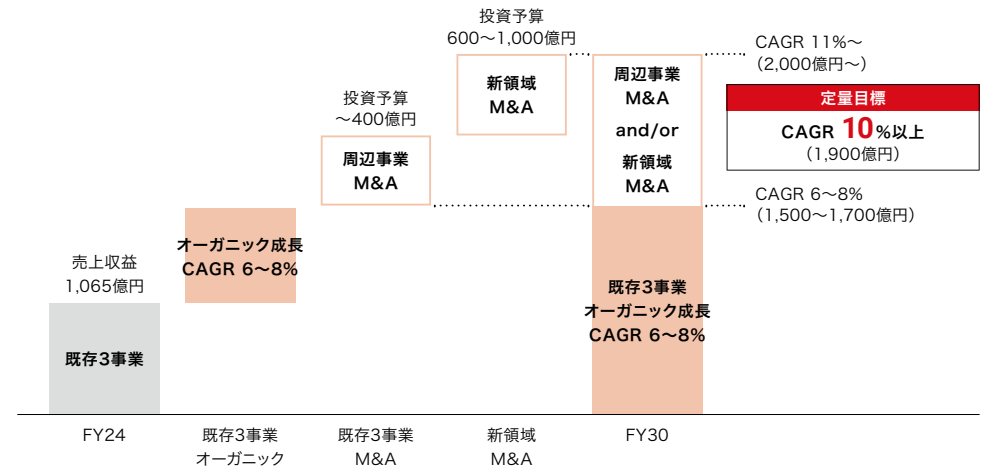 売上収益
1,065億円
既存3事業
オーガニック成長
CAGR 6〜8%
投資予算
〜400億円
周辺事業
M&A
投資予算
600〜1,000億円
新領域
M&A
周辺事業
M&A
and/or
新領域
M&A
既存3事業
オーガニック成長
CAGR 6〜8%
CAGR 11%〜
（2,000億円〜）
定量目標
CAGR 10%以上
（1,900億円）
CAGR 6〜8%
（1,500〜1,700億円）
FY24
既存3事業
オーガニック
既存3事業
M&A
新領域
M&A
FY30